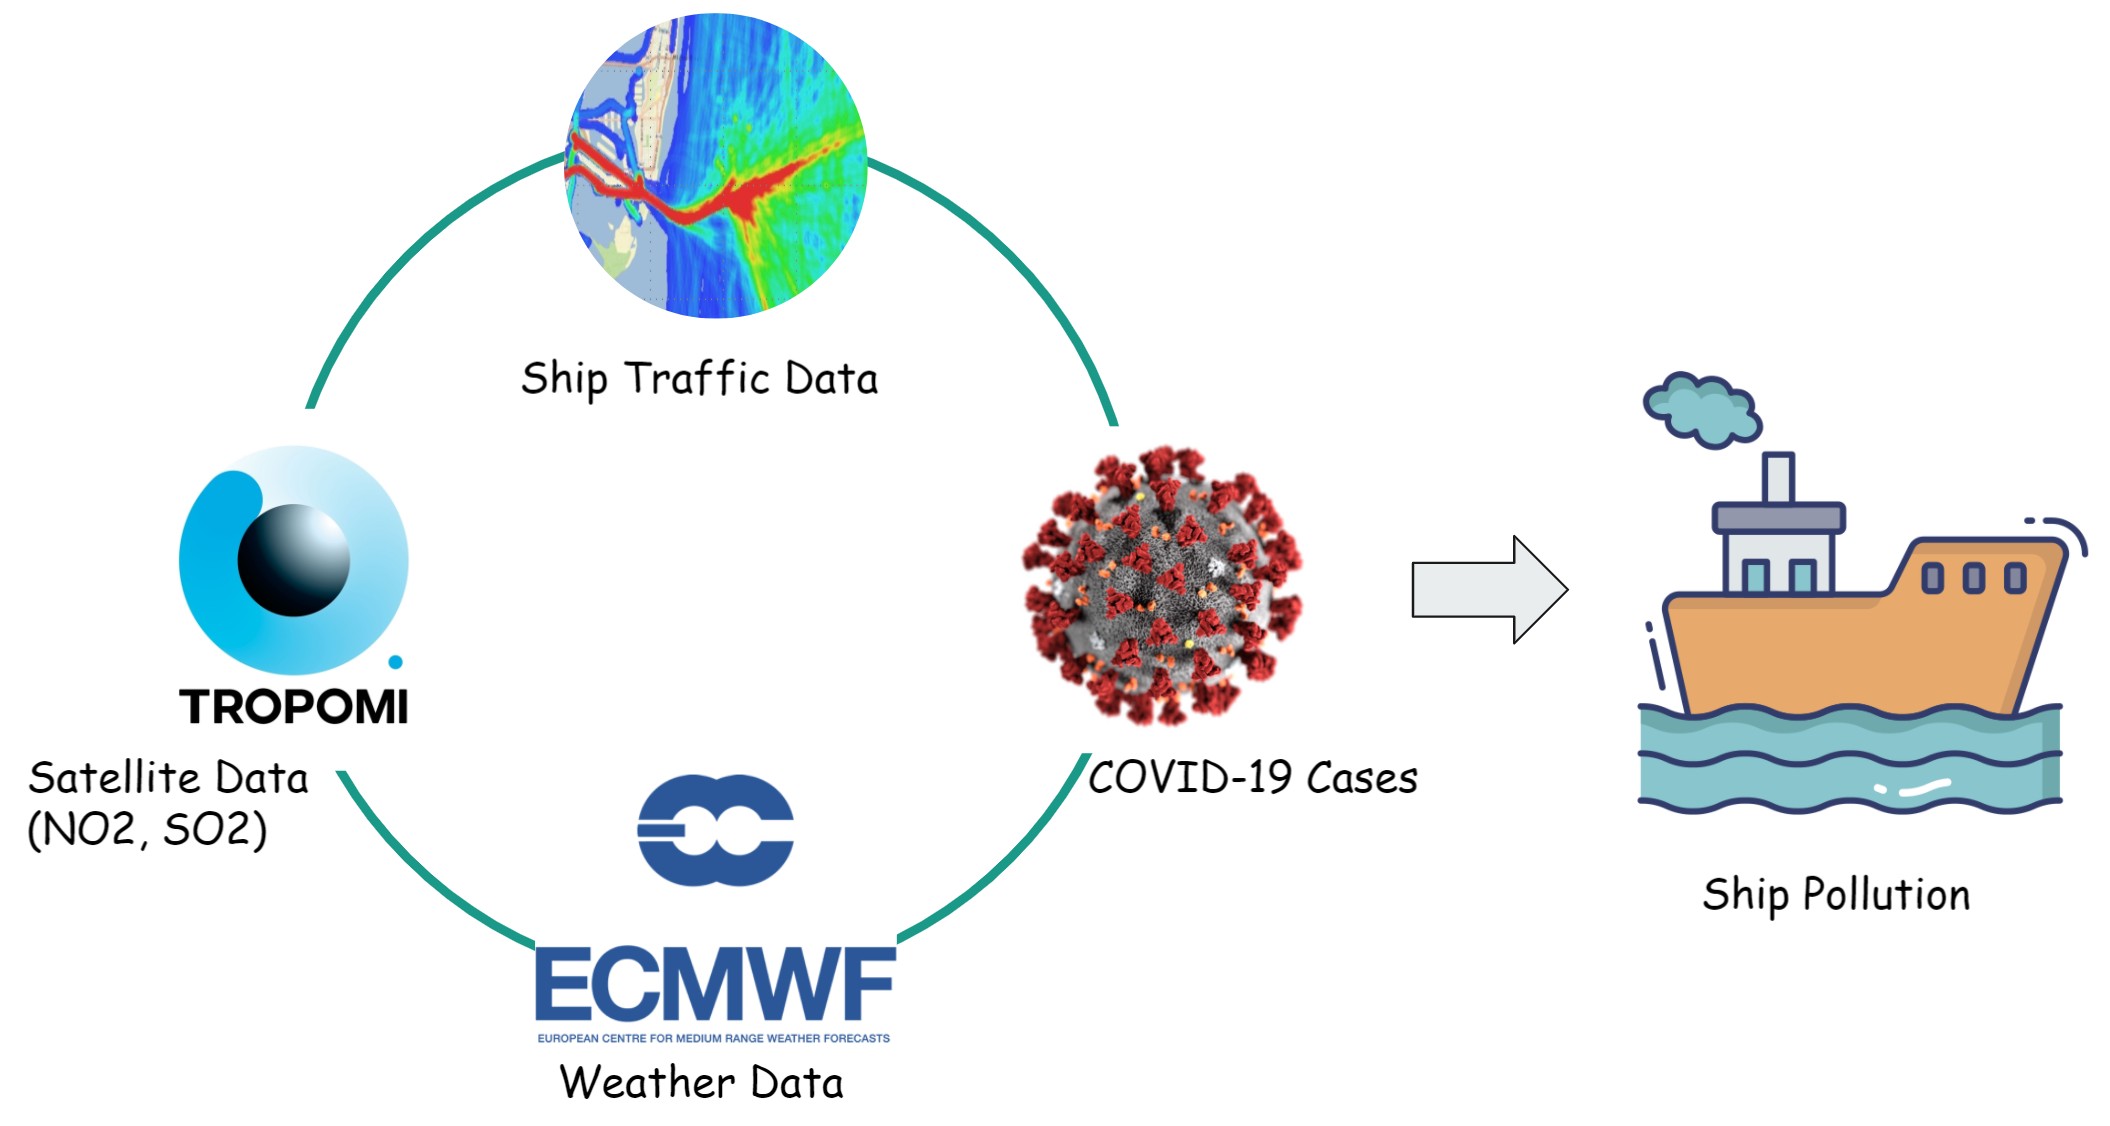 Ship Traffic Data
TROPOMI
Satellite Data
(NO2, SO2)
COVID-19 Cases
ECMWF
EUROPEAN CENTRE FOR MEDIUM RANGE WEATHER FORECASTS
Weather Data
Ship Pollution